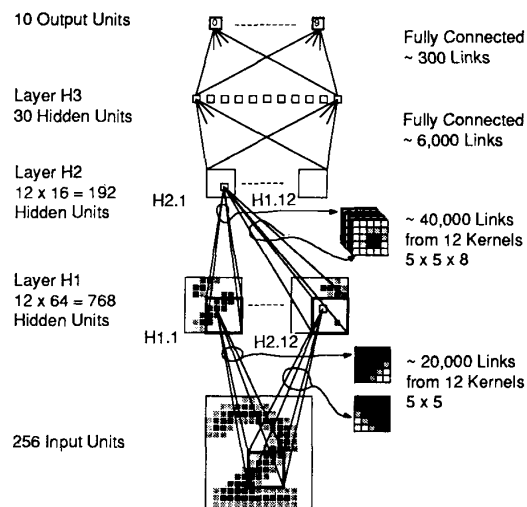 10 Output Units
0
9
Fully Connected
~ 300 Links
Layer H3
30 Hidden Units
Fully Connected
~ 6,000 Links
Layer H2
12 x 16 = 192
Hidden Units
H2.1
H1.12
~ 40,000 Links
from 12 Kernels
5 x 5 x 8
Layer H1
12 x 64 = 768
Hidden Units
H1.1
H2.12
~ 20,000 Links
from 12 Kernels
5 x 5
256 Input Units